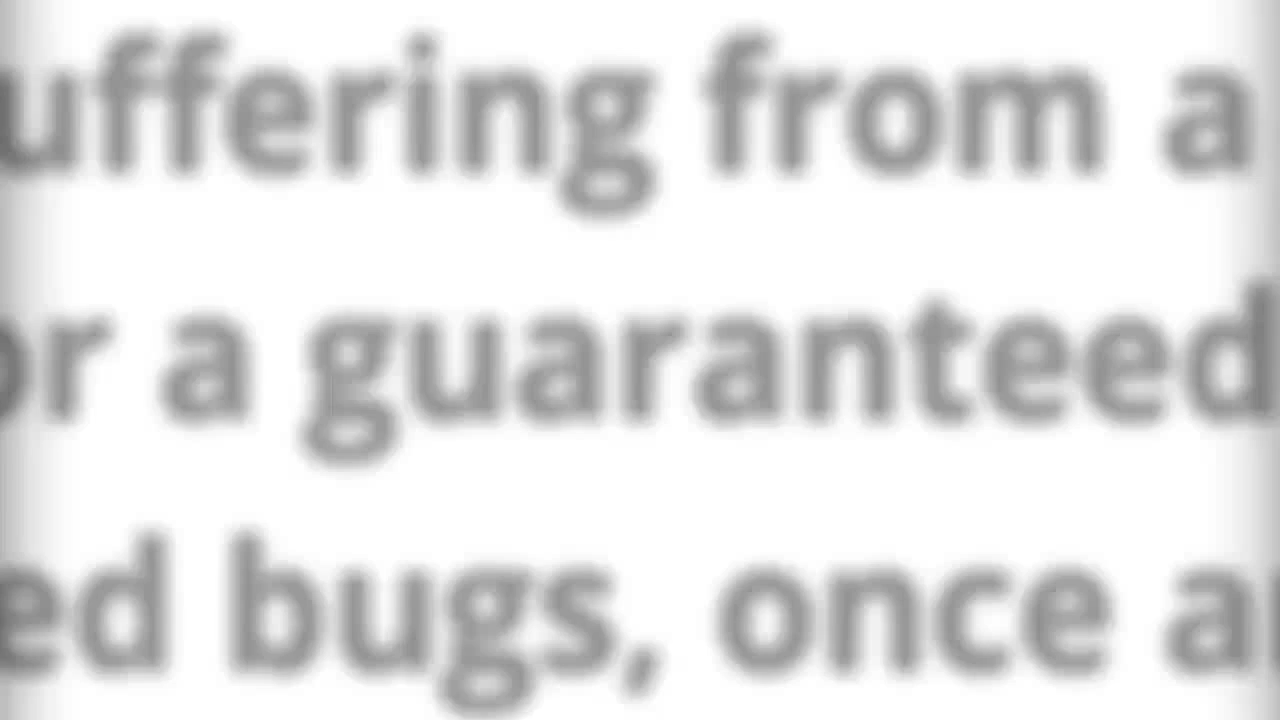 uffering from a
or a guaranteed
ed bugs, once a